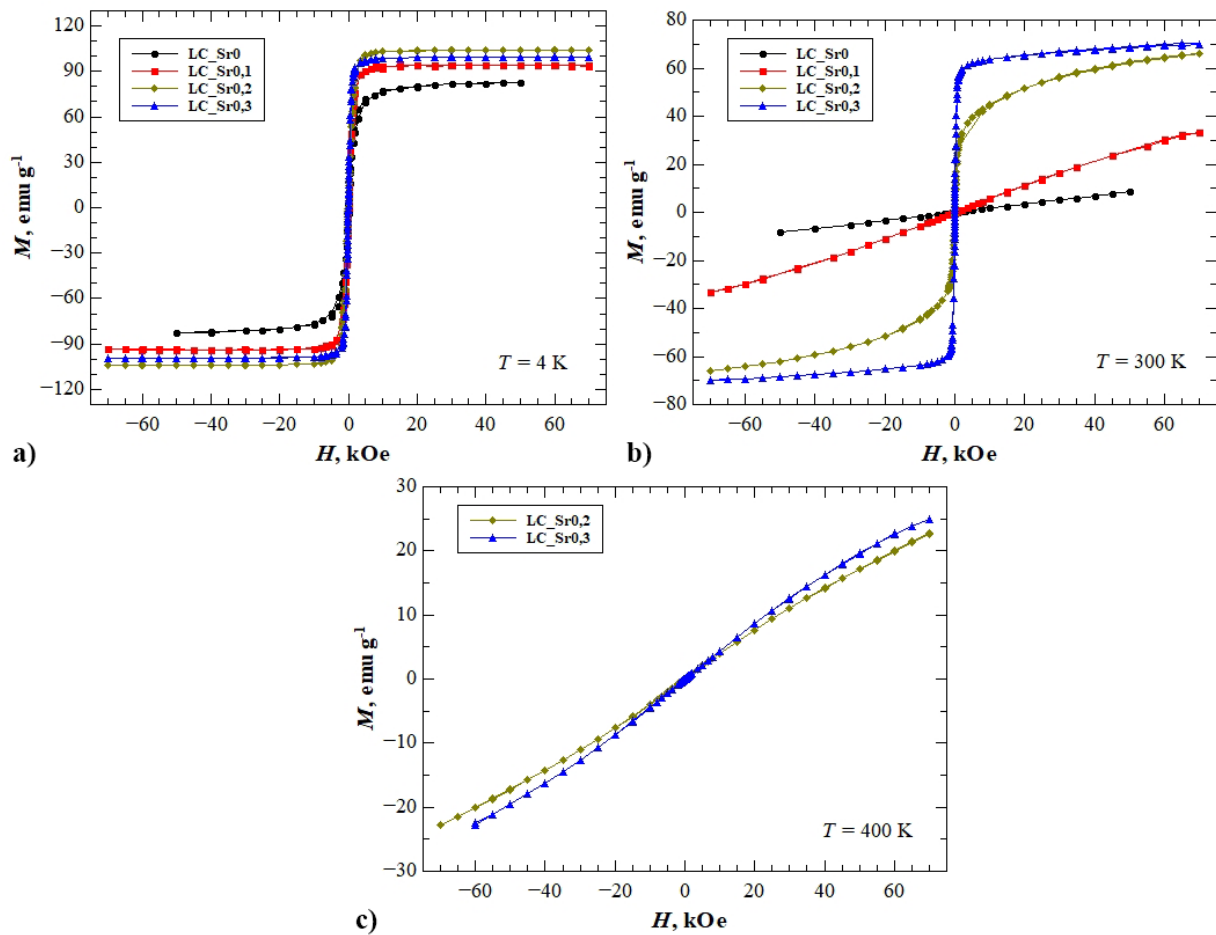 120
90
60
30
0
−30
−60
−90
−120
M, emu g-1
LC_Sr0
LC_Sr0,1
LC_Sr0,2
LC_Sr0,3
T = 4 K
−60 −40 −20 0 20 40 60
a)
H, kOe
80
60
40
20
0
−20
−40
−60
−80
M, emu g-1
LC_Sr0
LC_Sr0,1
LC_Sr0,2
LC_Sr0,3
T = 300 K
−60 −40 −20 0 20 40 60
b)
H, kOe
30
20
10
0
−10
−20
−30
M, emu g-1
LC_Sr0,2
LC_Sr0,3
T = 400 K
−60 −40 −20 0 20 40 60
c)
H, kOe